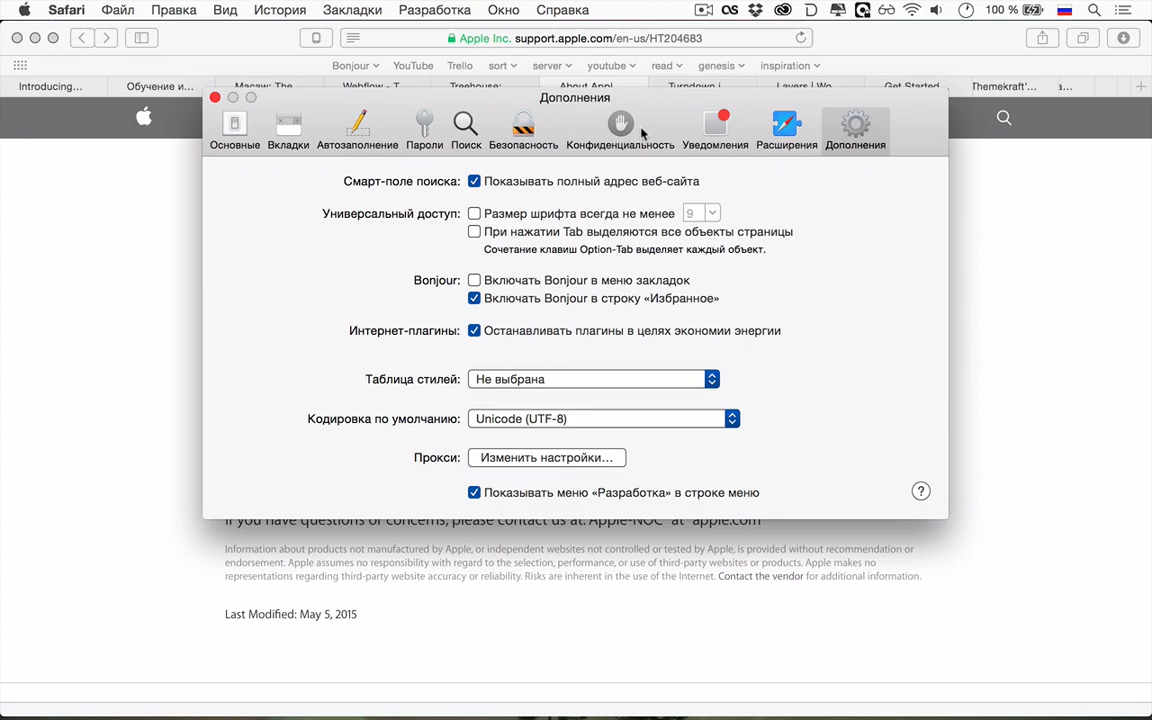 Safari Файл Правка Вид История Закладки Разработка Окно Справка 100 %
Apple Inc. support.apple.com/en-us/HT204683
Bonjour YouTube Trello sort server youtube read genesis inspiration
Introducing... Обучение и... Macaw: The Webflow - T Treehouse: About Appl Turndown i Layers | Wo Get Started Themekraft'... a...
Дополнения
Основные Вкладки Автозаполнение Пароли Поиск Безопасность Конфиденциальность Уведомления Расширения Дополнения
Смарт-поле поиска: Показывать полный адрес веб-сайта
Универсальный доступ: Размер шрифта всегда не менее 9
При нажатии Tab выделяются все объекты страницы
Сочетание клавиш Option-Tab выделяет каждый объект.
Bonjour: Включать Bonjour в меню закладок
Включать Bonjour в строку «Избранное»
Интернет-плагины: Останавливать плагины в целях экономии энергии
Таблица стилей: Не выбрана
Кодировка по умолчанию: Unicode (UTF-8)
Прокси: Изменить настройки...
Показывать меню «Разработка» в строке меню ?
If you have questions or concerns, please contact us at: Apple-NOC "at" apple.com
Information about products not manufactured by Apple, or independent websites not controlled or tested by Apple, is provided without recommendation or
endorsement. Apple assumes no responsibility with regard to the selection, performance, or use of third-party websites or products. Apple makes no
representations regarding third-party website accuracy or reliability. Risks are inherent in the use of the Internet. Contact the vendor for additional information.
Last Modified: May 5, 2015